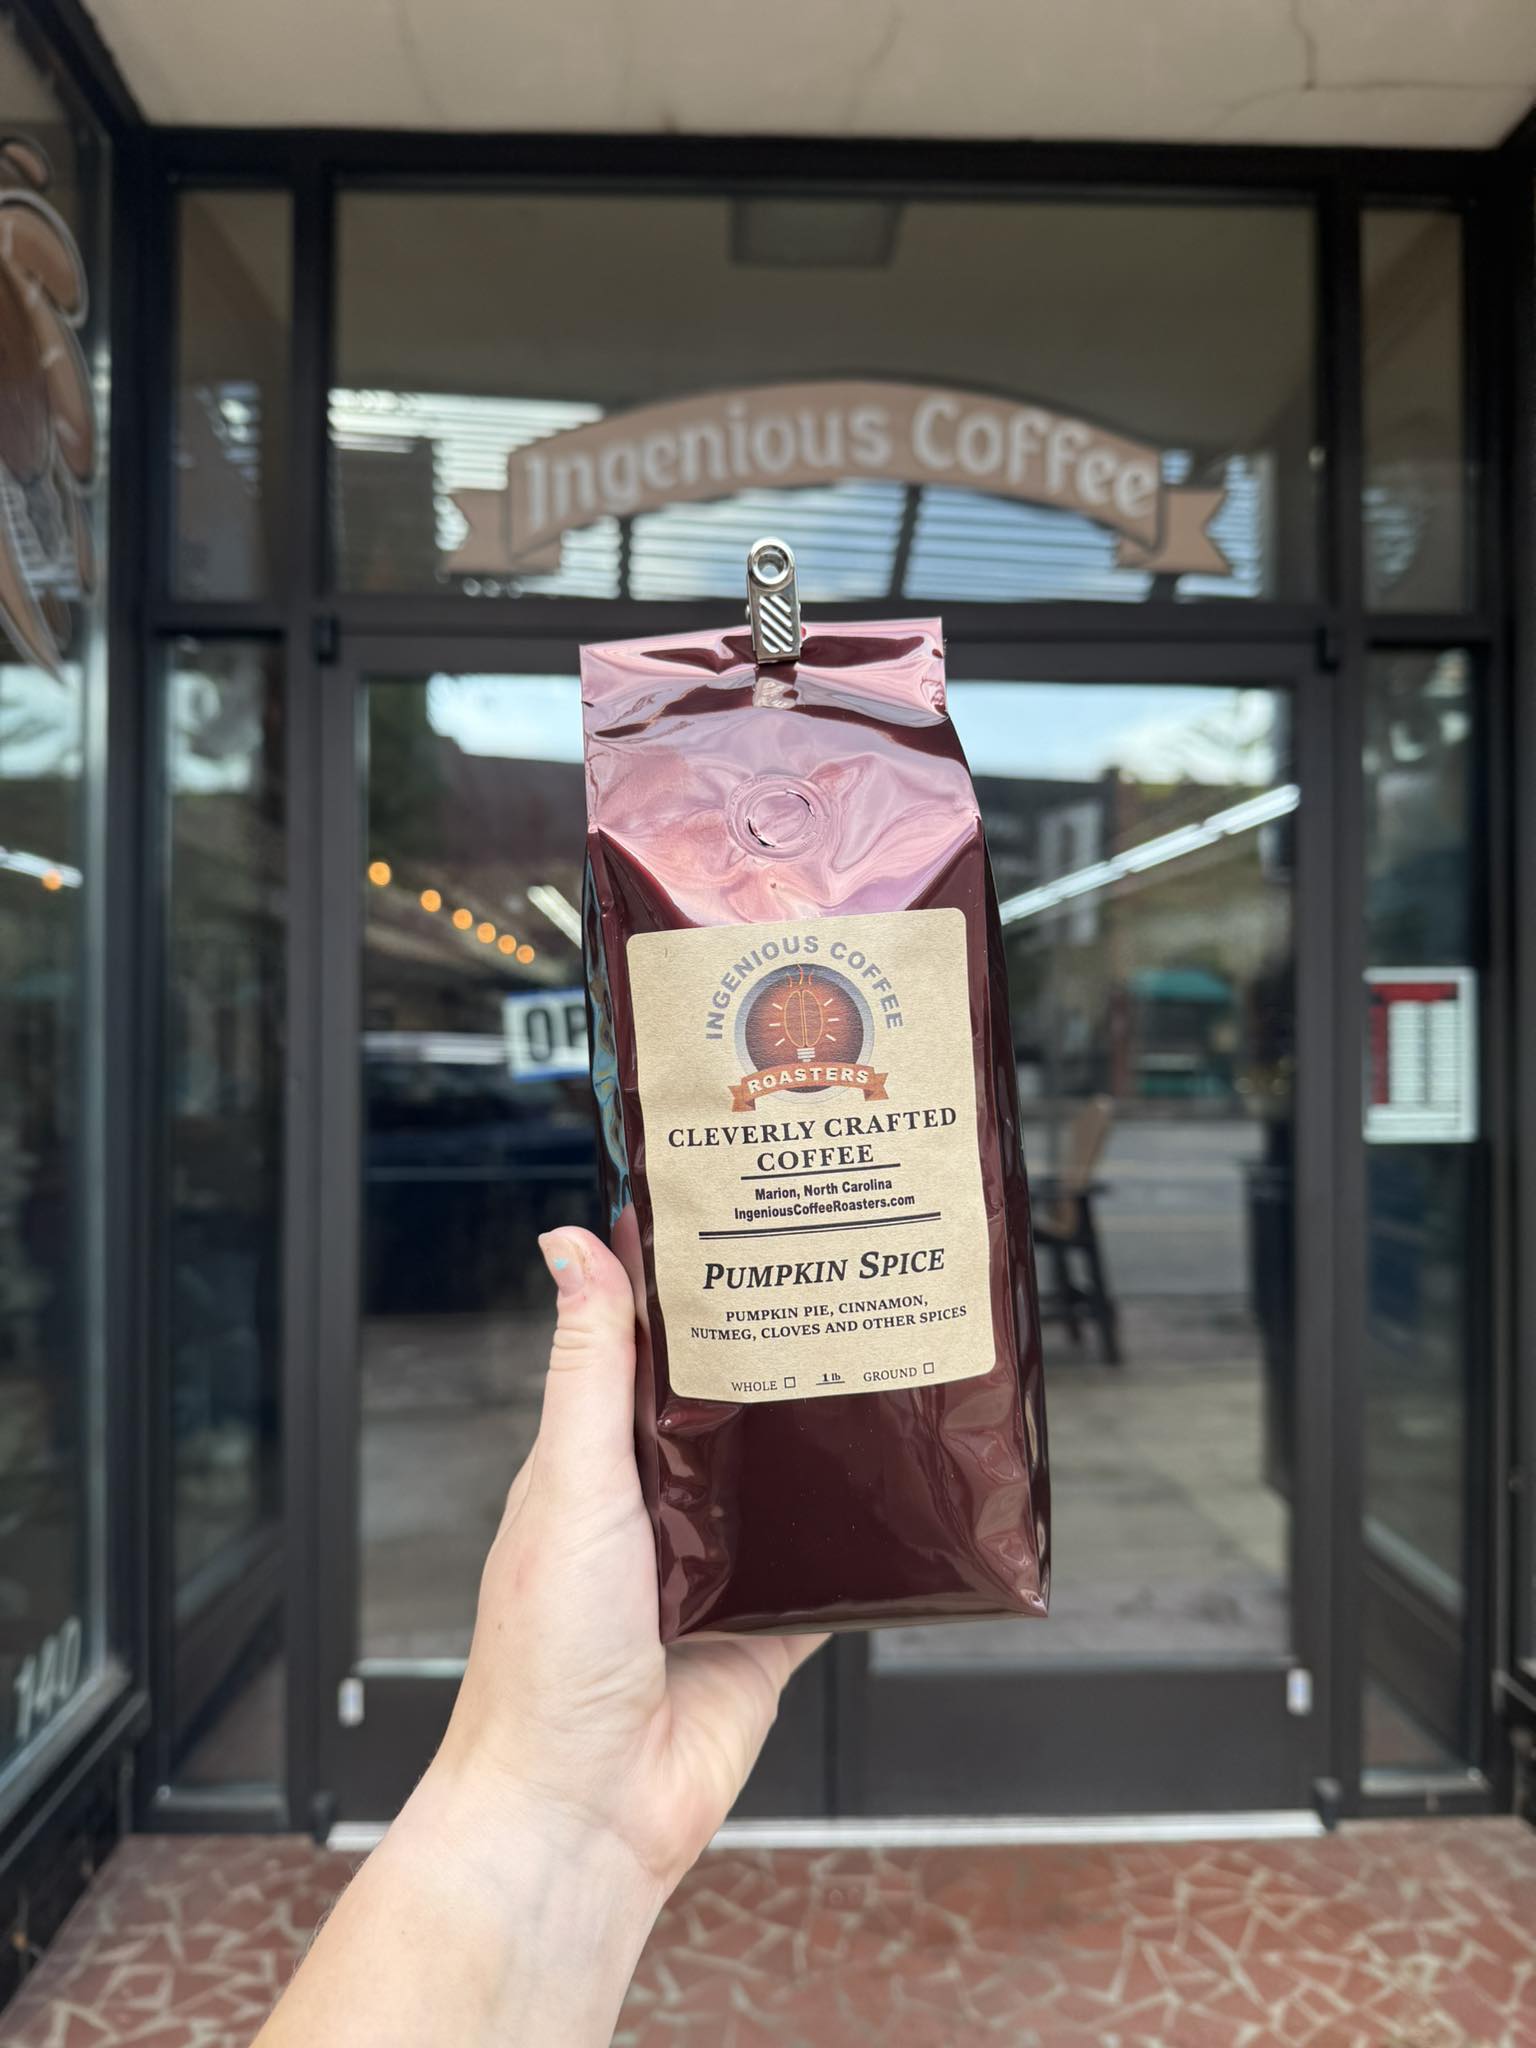 Ingenious Coffee
OP
INGENIOUS COFFEE
ROASTERS
CLEVERLY CRAFTED
COFFEE
Marion, North Carolina
IngeniousCoffeeRoasters.com
PUMPKIN SPICE
PUMPKIN PIE, CINNAMON,
NUTMEG, CLOVES AND OTHER SPICES
WHOLE ☐ 1 lb GROUND ☐
140